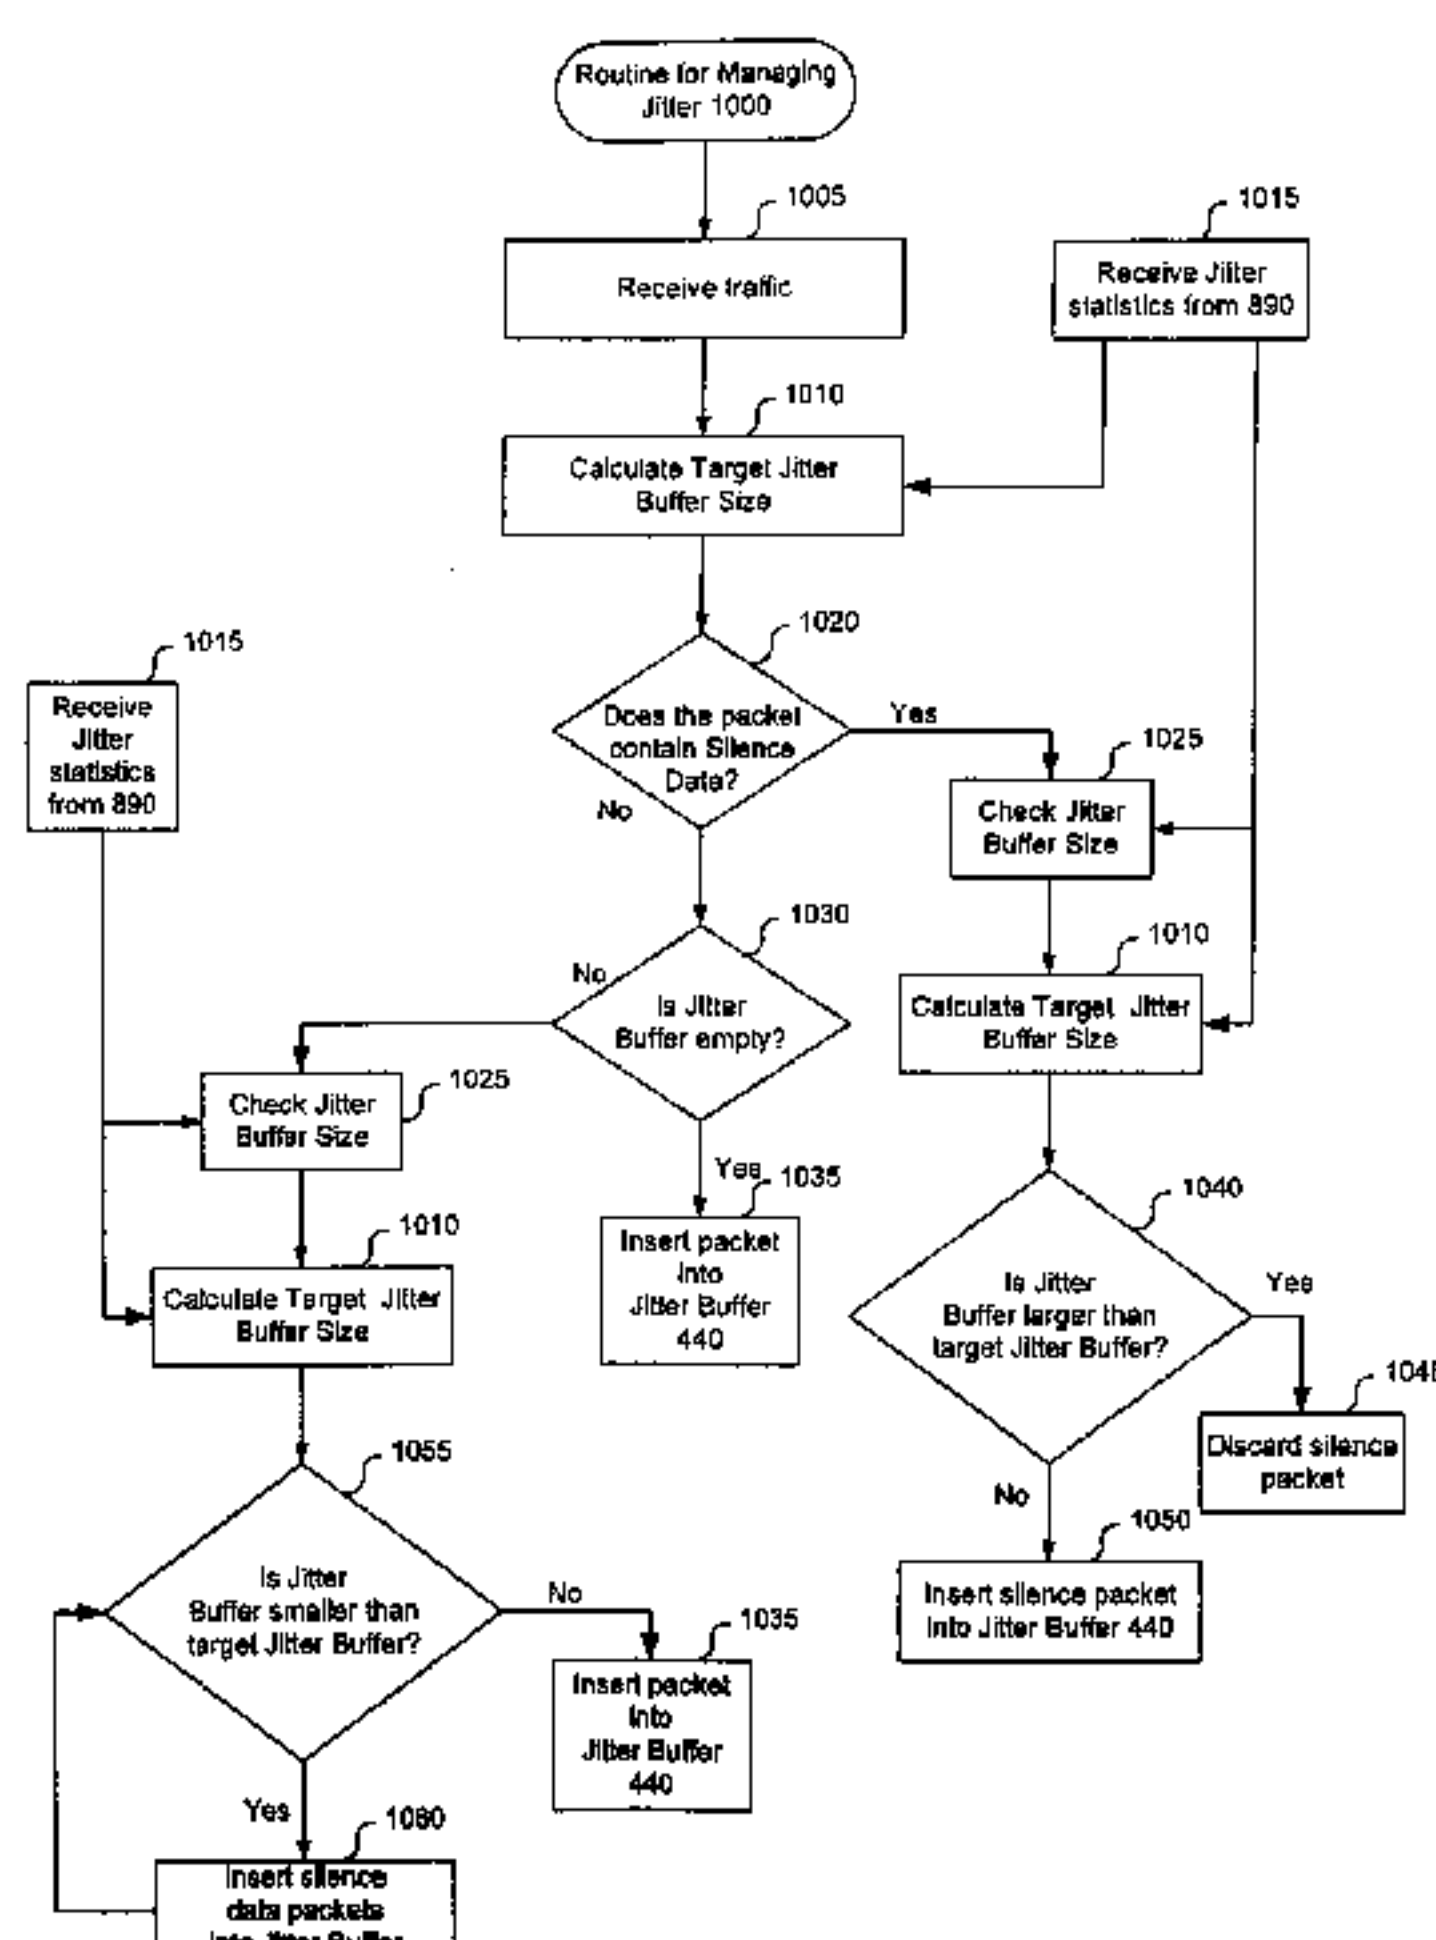 Routine for Managing
Jitter 1000
1005
Receive traffic
1015
Receive Jitter
statistics from 890
1010
Calculate Target Jitter
Buffer Size
1020
Does the packet
contain Silence
Data?
Yes
No
1015
Receive
Jitter
statistics
from 890
1025
Check Jitter
Buffer Size
1030
Is Jitter
Buffer empty?
No
Yes
1010
Calculate Target Jitter
Buffer Size
1025
Check Jitter
Buffer Size
1035
Insert packet
into
Jitter Buffer
440
1040
Is Jitter
Buffer larger than
target Jitter Buffer?
Yes
No
1010
Calculate Target Jitter
Buffer Size
Discard silence
packet
1050
Insert silence packet
into Jitter Buffer 440
1055
Is Jitter
Buffer smaller than
target Jitter Buffer?
No
Yes
1035
Insert packet
into
Jitter Buffer
440
1060
Insert silence
data packets
into Jitter Buffer